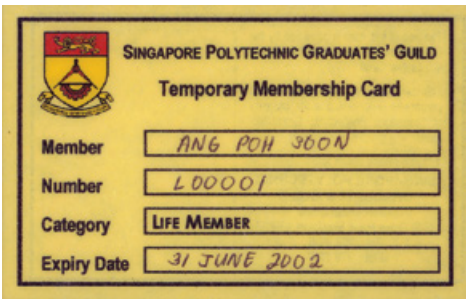 SINGAPORE POLYTECHNIC GRADUATES' GUILD
Temporary Membership Card
Member ANG POH
Number L00001
Category LIFE MEMBER
Expiry Date 31 JUNE 2002